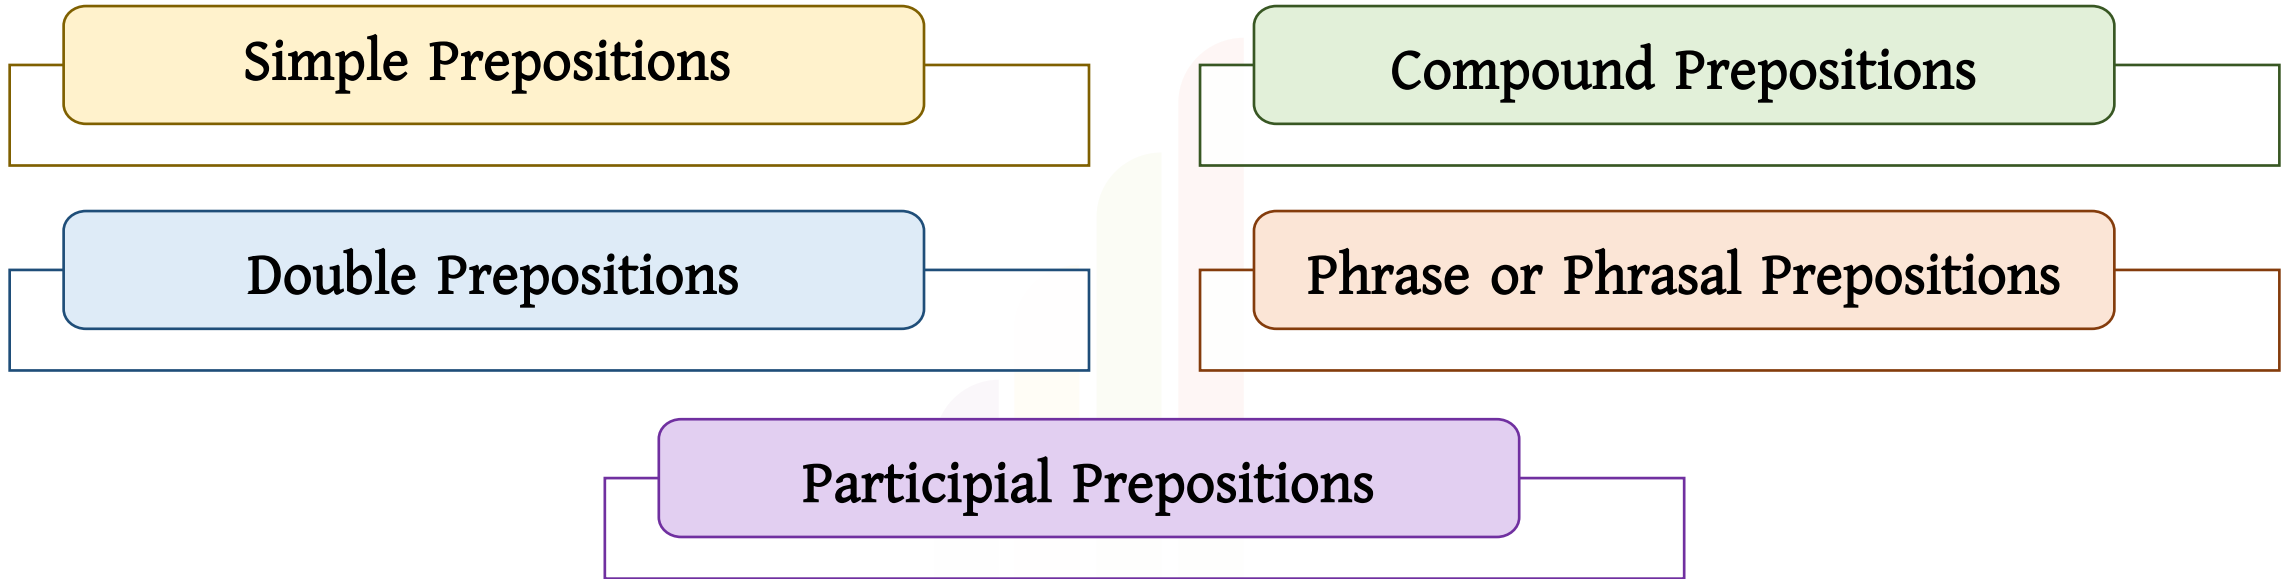 Simple Prepositions
Compound Prepositions
Double Prepositions
Phrase or Phrasal Prepositions
Participial Prepositions